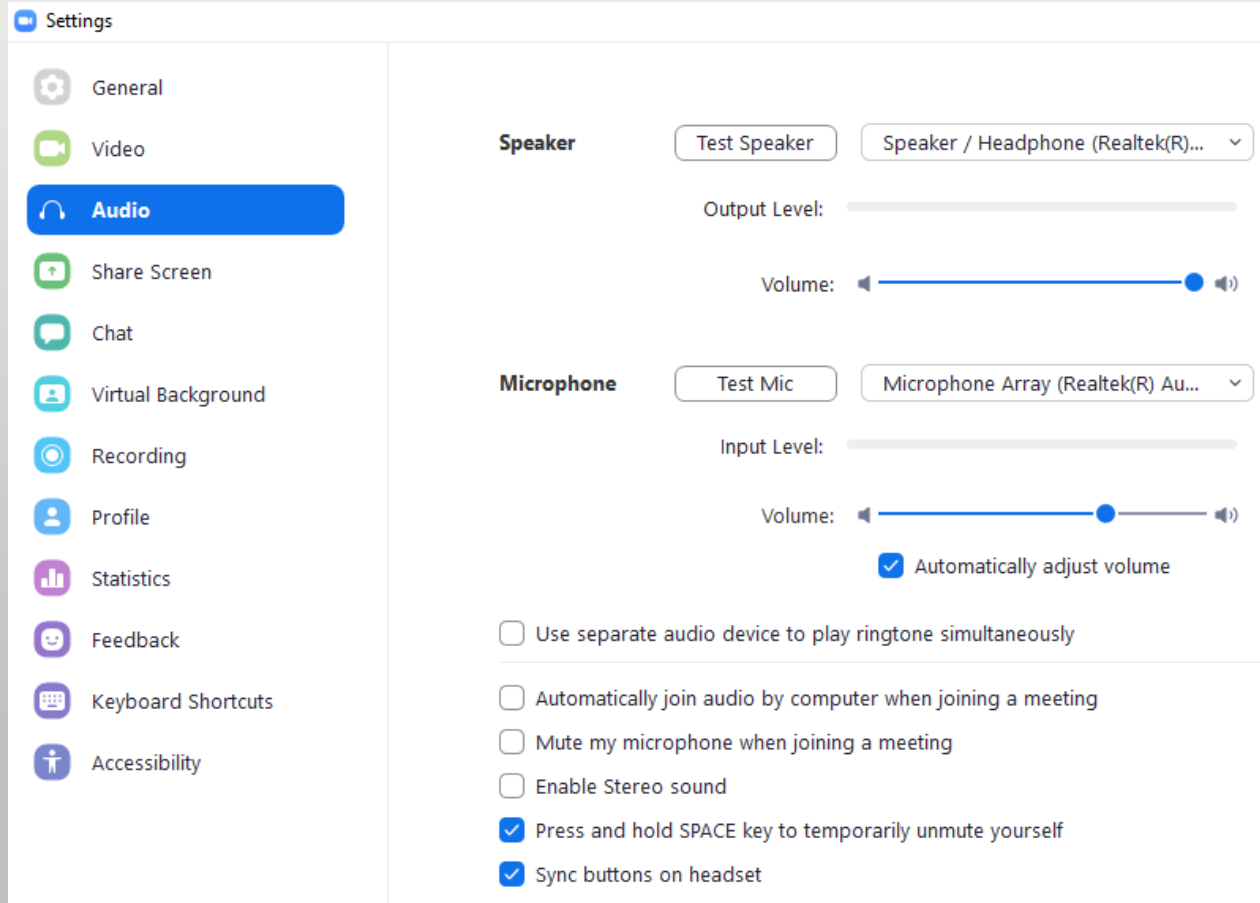 Settings
General
Video
Audio
Share Screen
Chat
Virtual Background
Recording
Profile
Statistics
Feedback
Keyboard Shortcuts
Accessibility
Speaker Test Speaker Speaker / Headphone (Realtek(R)...
Output Level:
Volume:
Microphone Test Mic Microphone Array (Realtek(R) Au...
Input Level:
Volume:
Automatically adjust volume
Use separate audio device to play ringtone simultaneously
Automatically join audio by computer when joining a meeting
Mute my microphone when joining a meeting
Enable Stereo sound
Press and hold SPACE key to temporarily unmute yourself
Sync buttons on headset